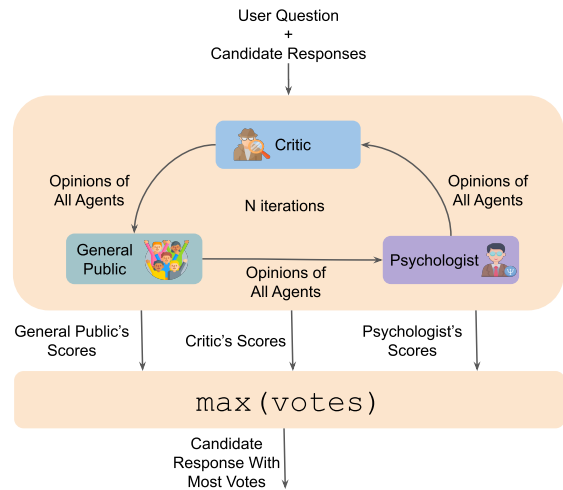 User Question
+
Candidate Responses
Critic
Opinions of
All Agents
Opinions of
All Agents
N iterations
General
Public
Psychologist
Opinions of
All Agents
General Public's
Scores
Critic's Scores
Psychologist's
Scores
max(votes)
Candidate
Response With
Most Votes